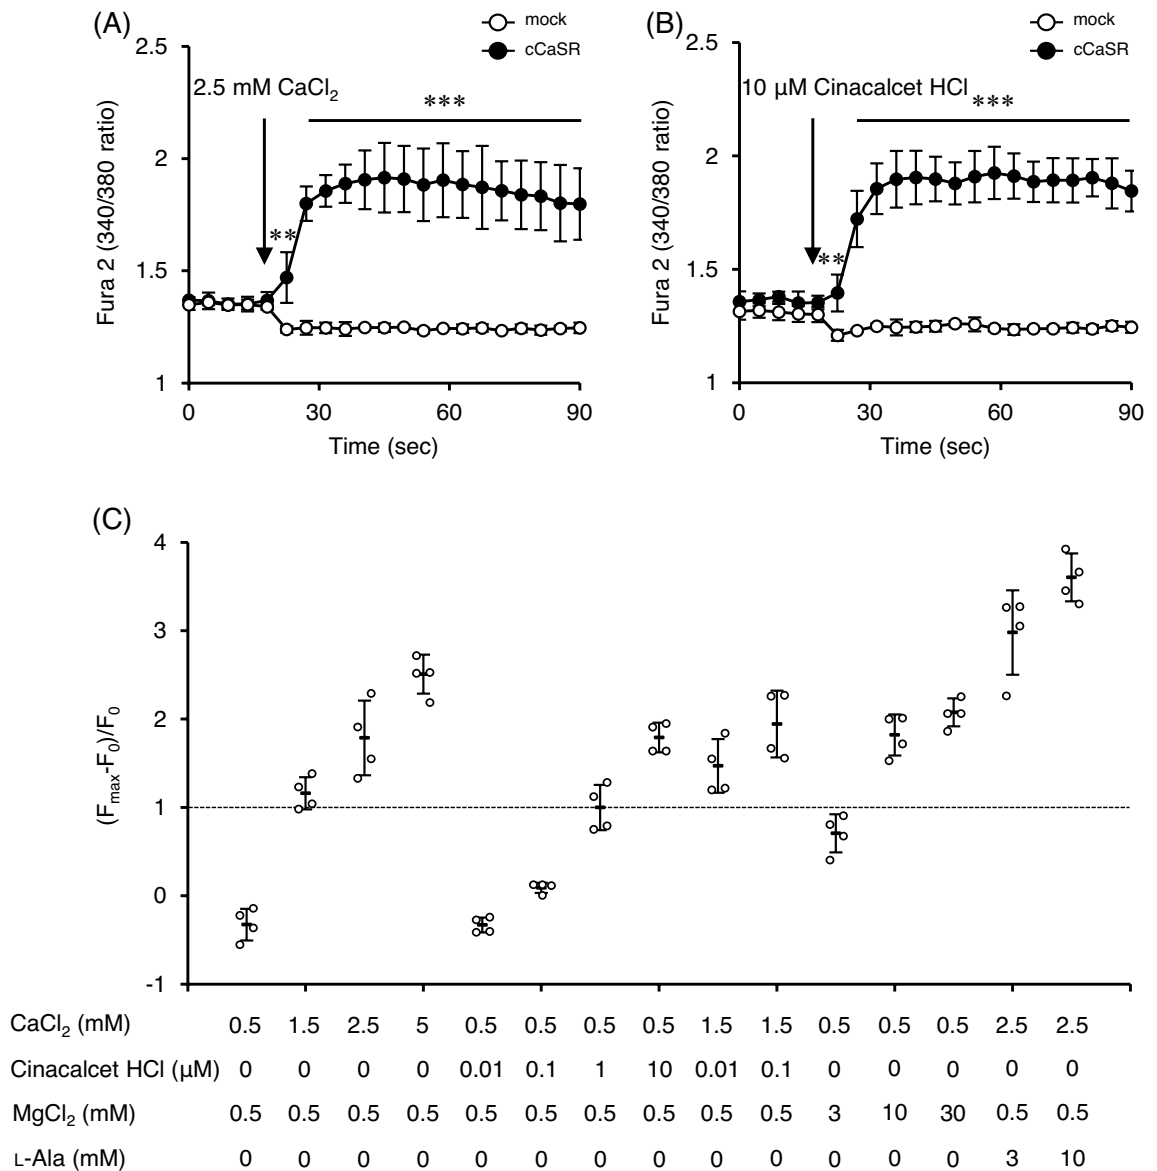 (A)
mock
cCaSR
2.5 mM CaCl2
***
**
2.5
2
1.5
1
Fura 2 (340/380 ratio)
0 30 60 90
Time (sec)
(B)
mock
cCaSR
10 µM Cinacalcet HCl
***
**
2.5
2
1.5
1
Fura 2 (340/380 ratio)
0 30 60 90
Time (sec)
(C)
4
3
2
1
0
-1
(Fmax-F0)/F0
CaCl2 (mM) 0.5 1.5 2.5 5 0.5 0.5 0.5 0.5 1.5 1.5 0.5 0.5 0.5 2.5 2.5
Cinacalcet HCl (µM) 0 0 0 0 0.01 0.1 1 10 0.01 0.1 0 0 0 0 0
MgCl2 (mM) 0.5 0.5 0.5 0.5 0.5 0.5 0.5 0.5 0.5 0.5 3 10 30 0.5 0.5
L-Ala (mM) 0 0 0 0 0 0 0 0 0 0 0 0 0 3 10